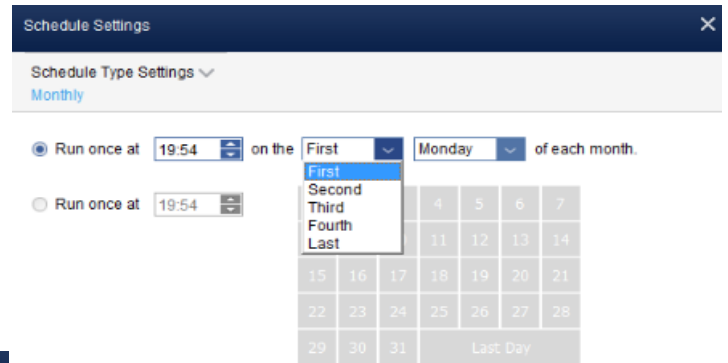 Schedule Settings
Schedule Type Settings
Monthly
Run once at 19:54 on the First Monday of each month.
First
Second
Third
Fourth
Last
Run once at 19:54
4 5 6 7
11 12 13 14
15 16 17 18 19 20 21
22 23 24 25 26 27 28
29 30 31 Last Day